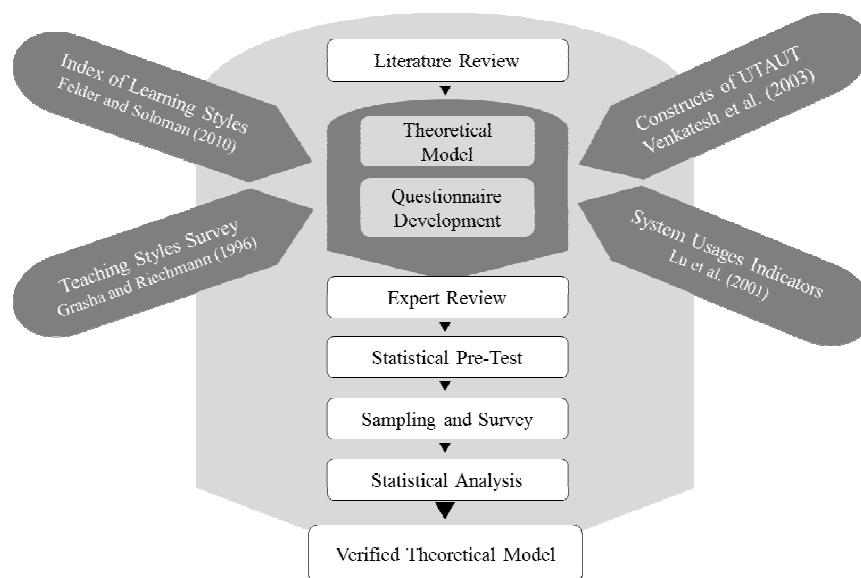 Index of Learning Styles
Felder and Soloman (2010)
Teaching Styles Survey
Grasha and Riechmann (1996)
Literature Review
Theoretical
Model
Questionnaire
Development
Expert Review
Statistical Pre-Test
Sampling and Survey
Statistical Analysis
Verified Theoretical Model
Constructs of UTAUT
Venkatesh et al. (2003)
System Usages Indicators
Lu et al. (2001)